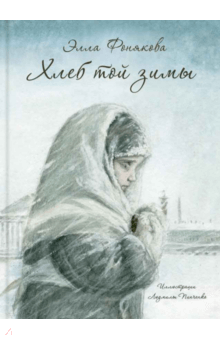 Элла Фонякова
Хлеб той зимы
Иллюстрации
Людмилы Пипченко